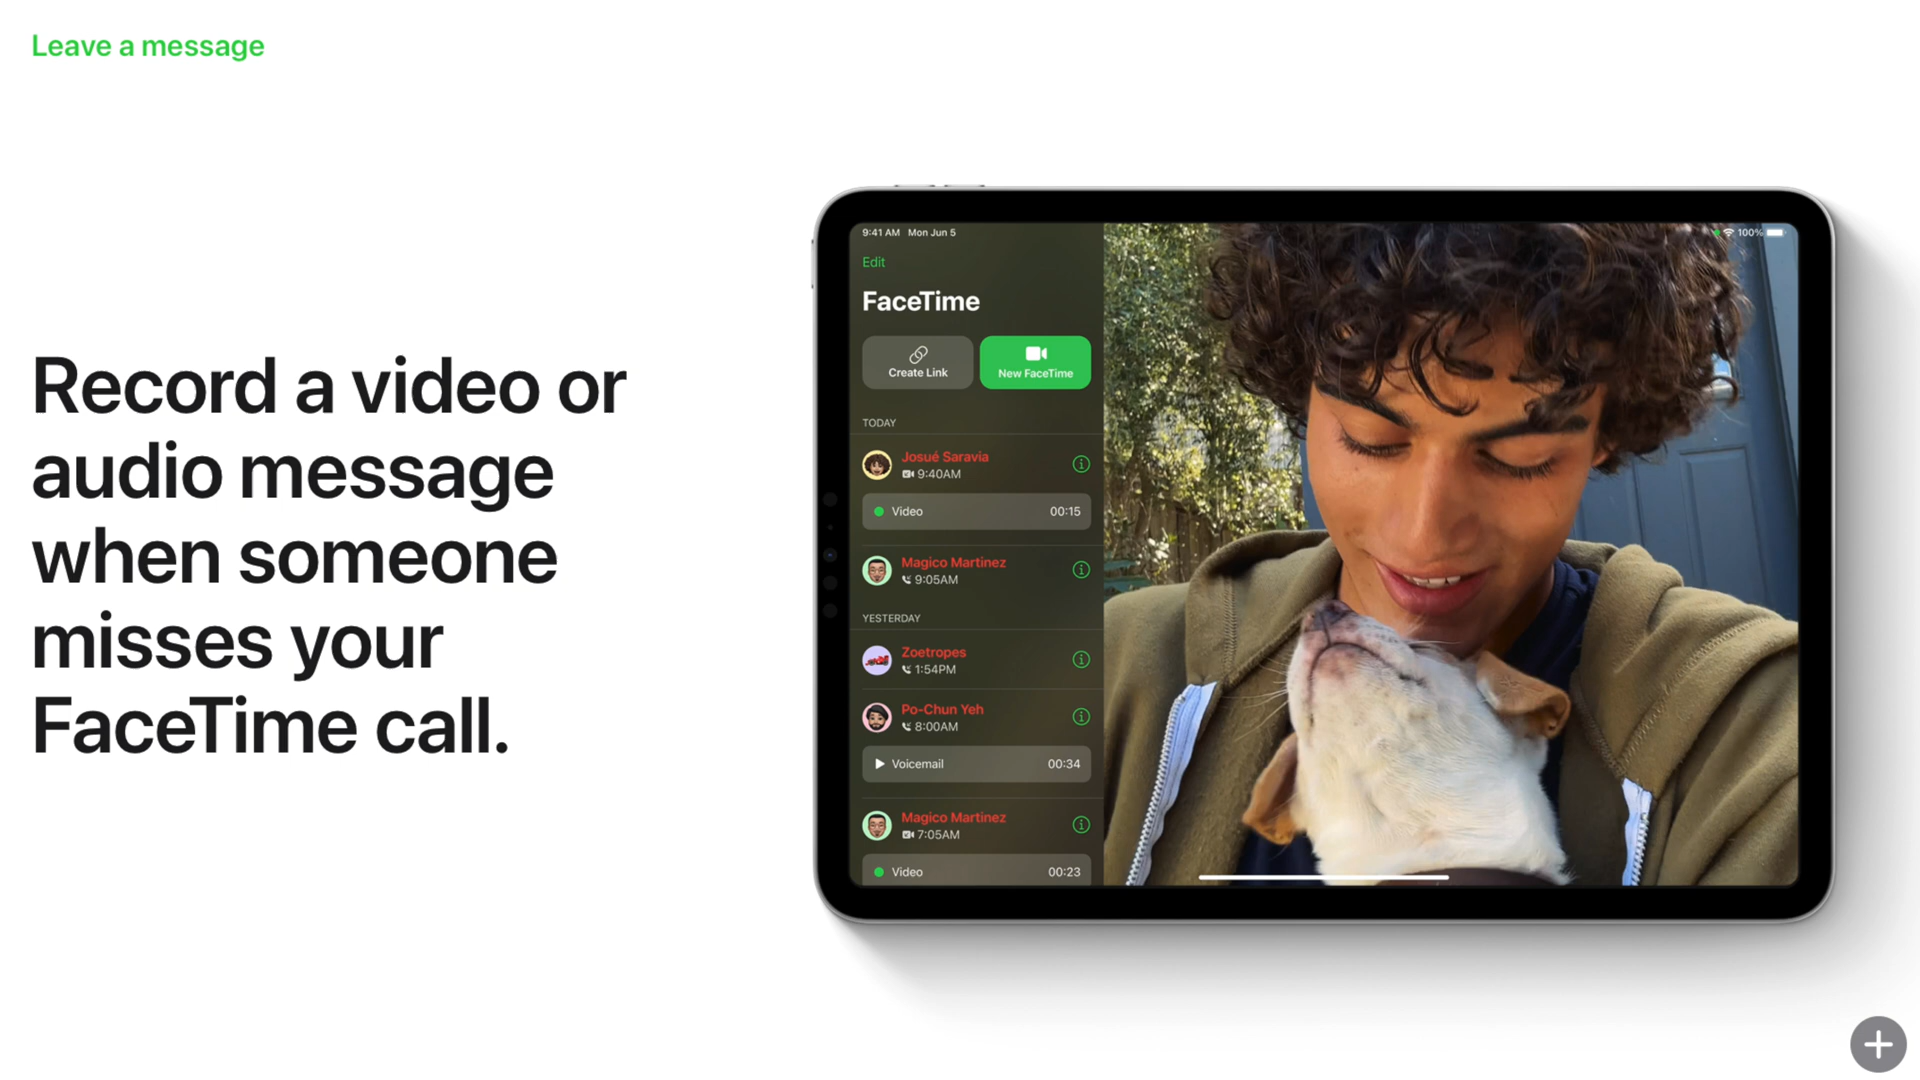 Leave a message
Record a video or
audio message
when someone
misses your
FaceTime call.
9:41 AM Mon Jun 5
100%
Edit
FaceTime
Create Link
New FaceTime
TODAY
Josué Saravia
9:40AM
Video 00:15
Magico Martinez
9:05AM
YESTERDAY
Zoetropes
1:54PM
Po-Chun Yeh
8:00AM
Voicemail 00:34
Magico Martinez
7:05AM
Video 00:23